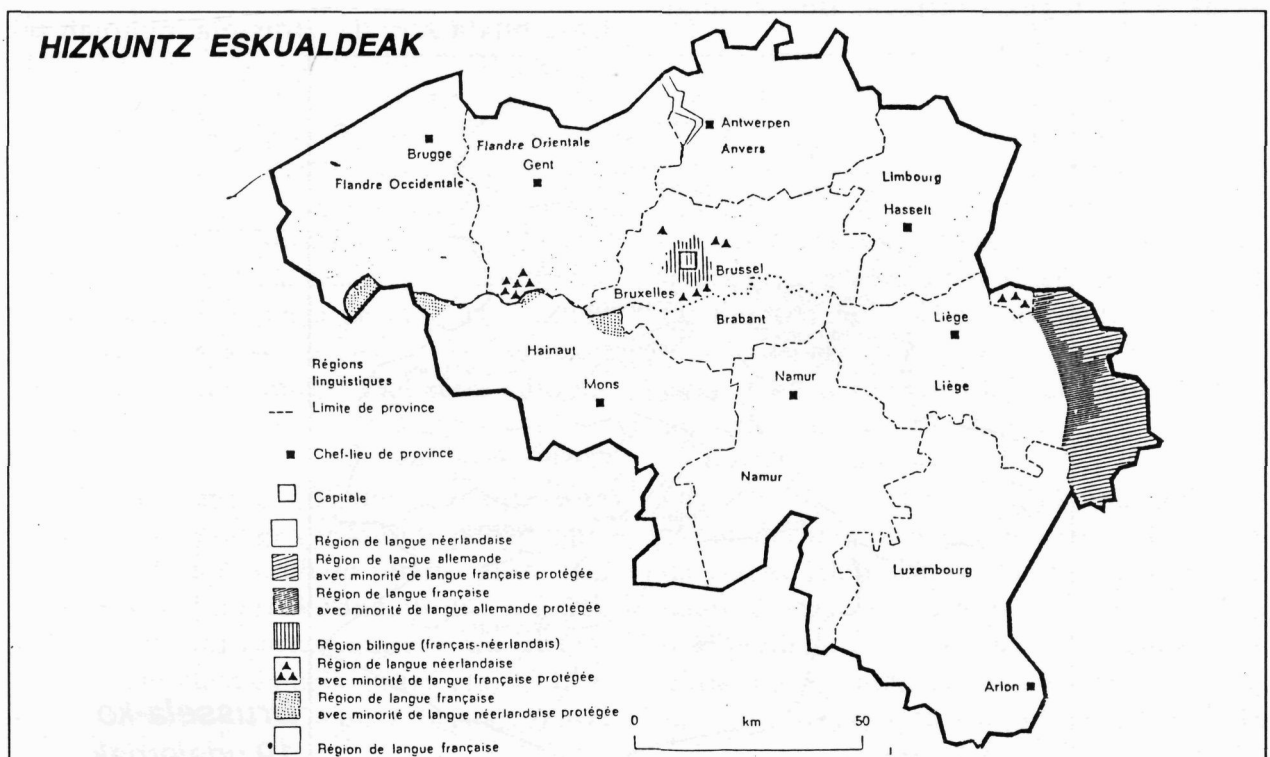 HIZKUNTZ ESKUALDEAK
Antwerpen
Anvers
Brugge
Flandre Orientale
Gent
Flandre Occidentale
Limbourg
Hasselt
Brussel
Bruxelles
Brabant
Liège
Hainaut
Mons
Namur
Liège
Namur
Luxembourg
Arlon
Régions
linguistiques
Limite de province
Chef-lieu de province
Capitale
Région de langue néerlandaise
Région de langue allemande
avec minorité de langue française protégée
Région de langue française
avec minorité de langue allemande protégée
Région bilingue (français-néerlandais)
Région de langue néerlandaise
avec minorité de langue française protégée
Région de langue française
avec minorité de langue néerlandaise protégée
Région de langue française
0 km 50